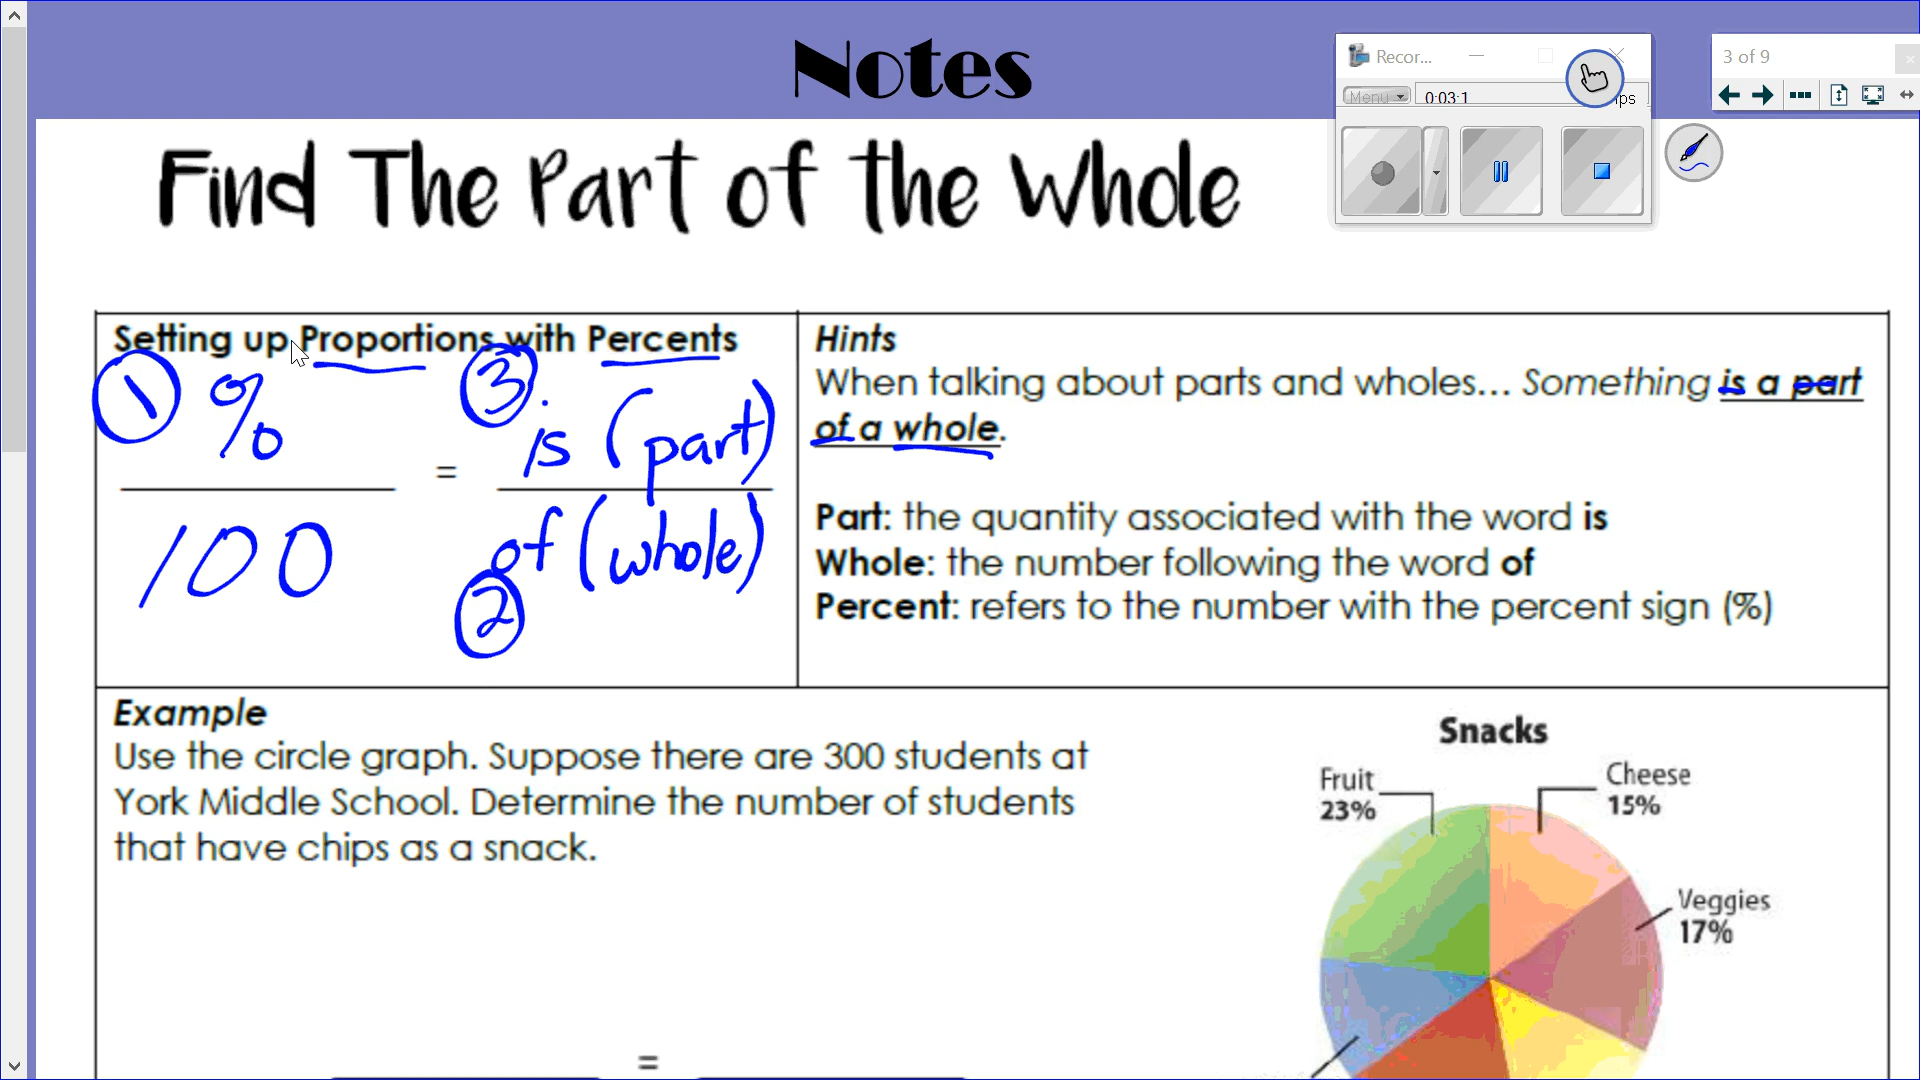 Notes
Recor...
3 of 9
Menu
0:03:1
ps
Find The Part of the Whole
Setting up Proportions with Percents
1 % = 3. is (part)
100 of (whole)
2
Hints
When talking about parts and wholes... Something is a part
of a whole.
Part: the quantity associated with the word is
Whole: the number following the word of
Percent: refers to the number with the percent sign (%)
Example
Use the circle graph. Suppose there are 300 students at
York Middle School. Determine the number of students
that have chips as a snack.
=
Snacks
Fruit
23%
Cheese
15%
Veggies
17%